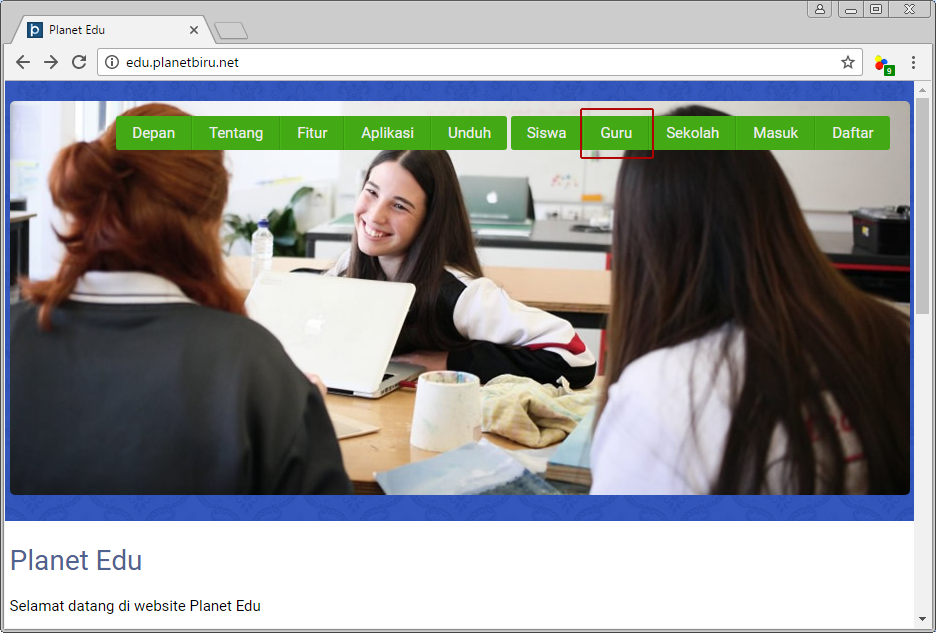 Planet Edu
edu.planetbiru.net
9
Depan Tentang Fitur Aplikasi Unduh Siswa Guru Sekolah Masuk Daftar
Planet Edu
Selamat datang di website Planet Edu